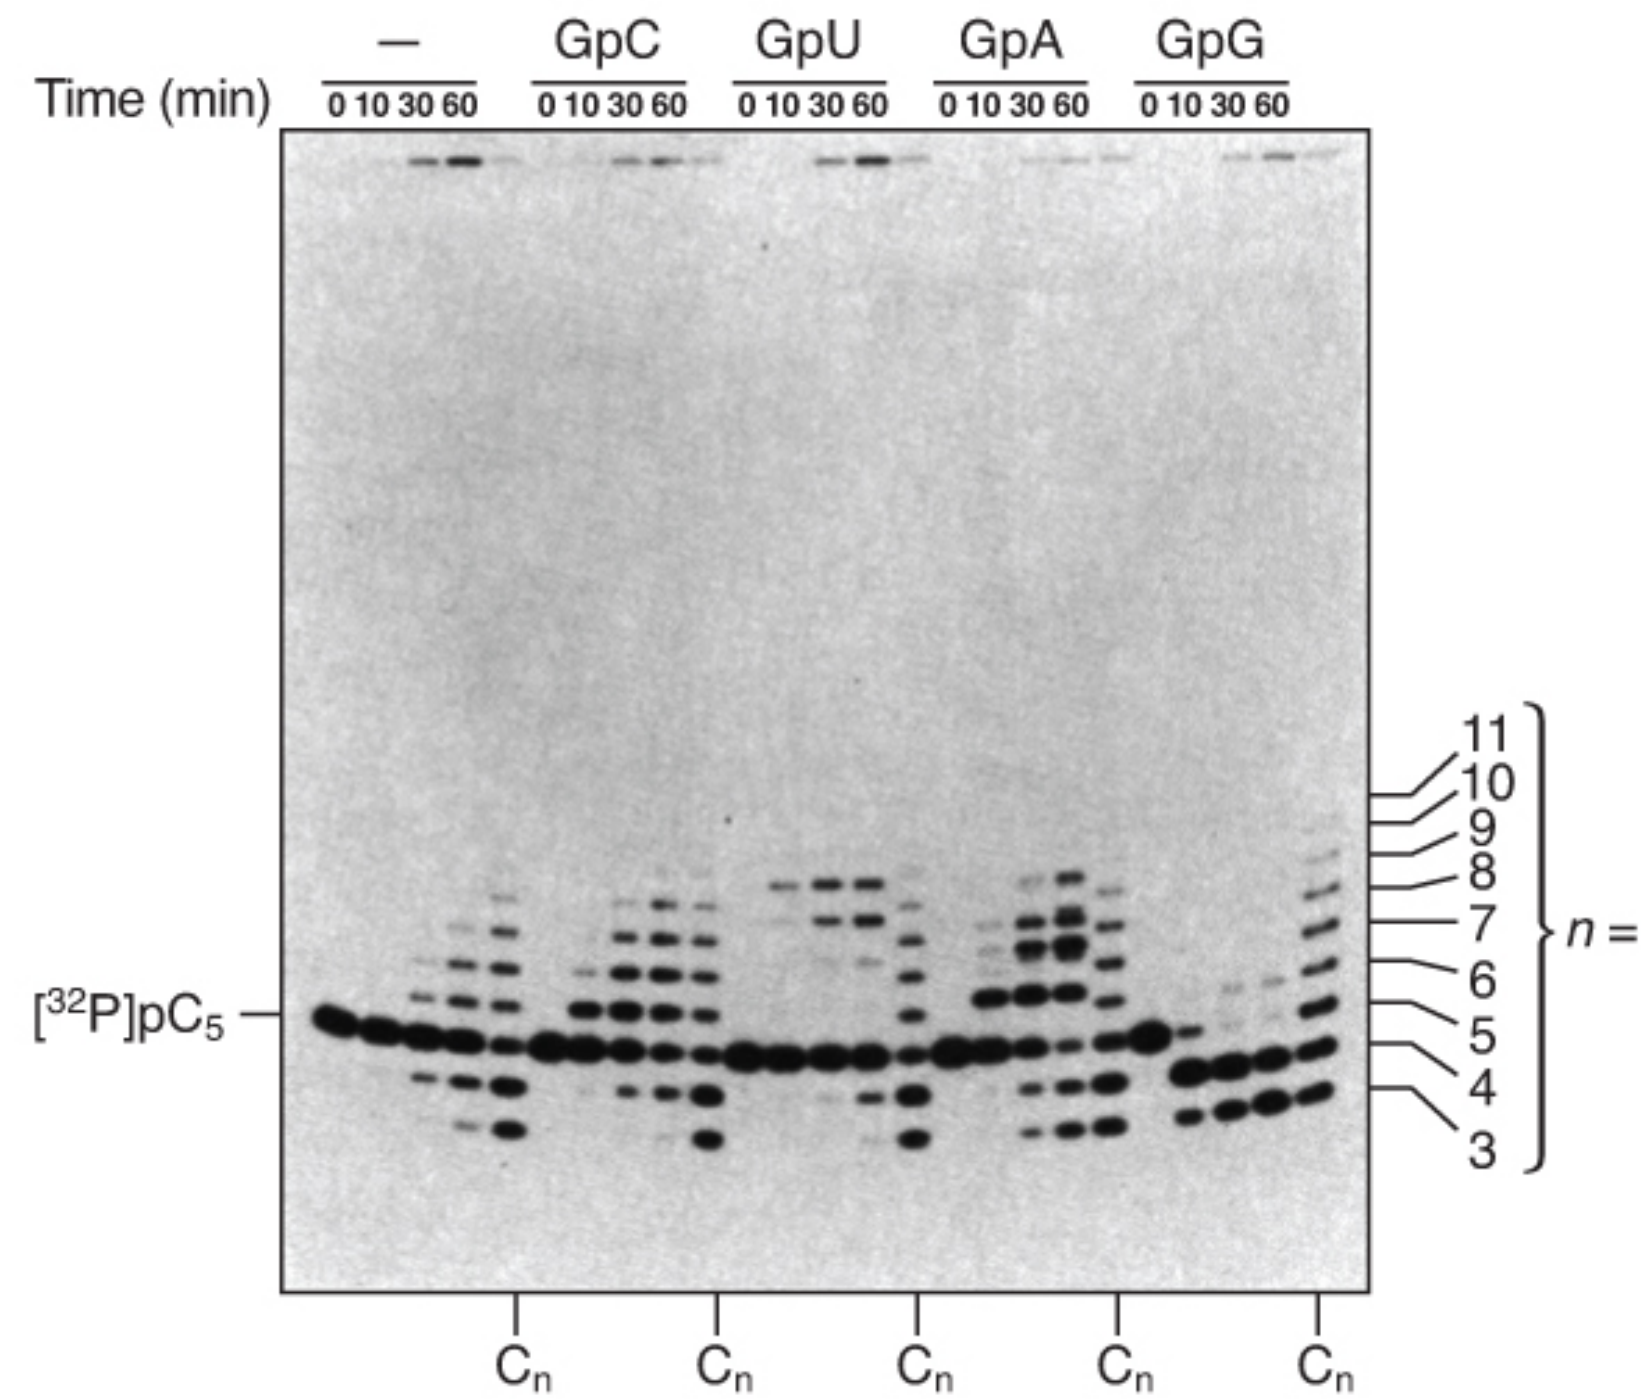 — GpC GpU GpA GpG
Time (min) 0 10 30 60 0 10 30 60 0 10 30 60 0 10 30 60 0 10 30 60
11
10
9
8
7
n =
6
[³²P]pC₅
5
4
3
Cₙ Cₙ Cₙ Cₙ Cₙ